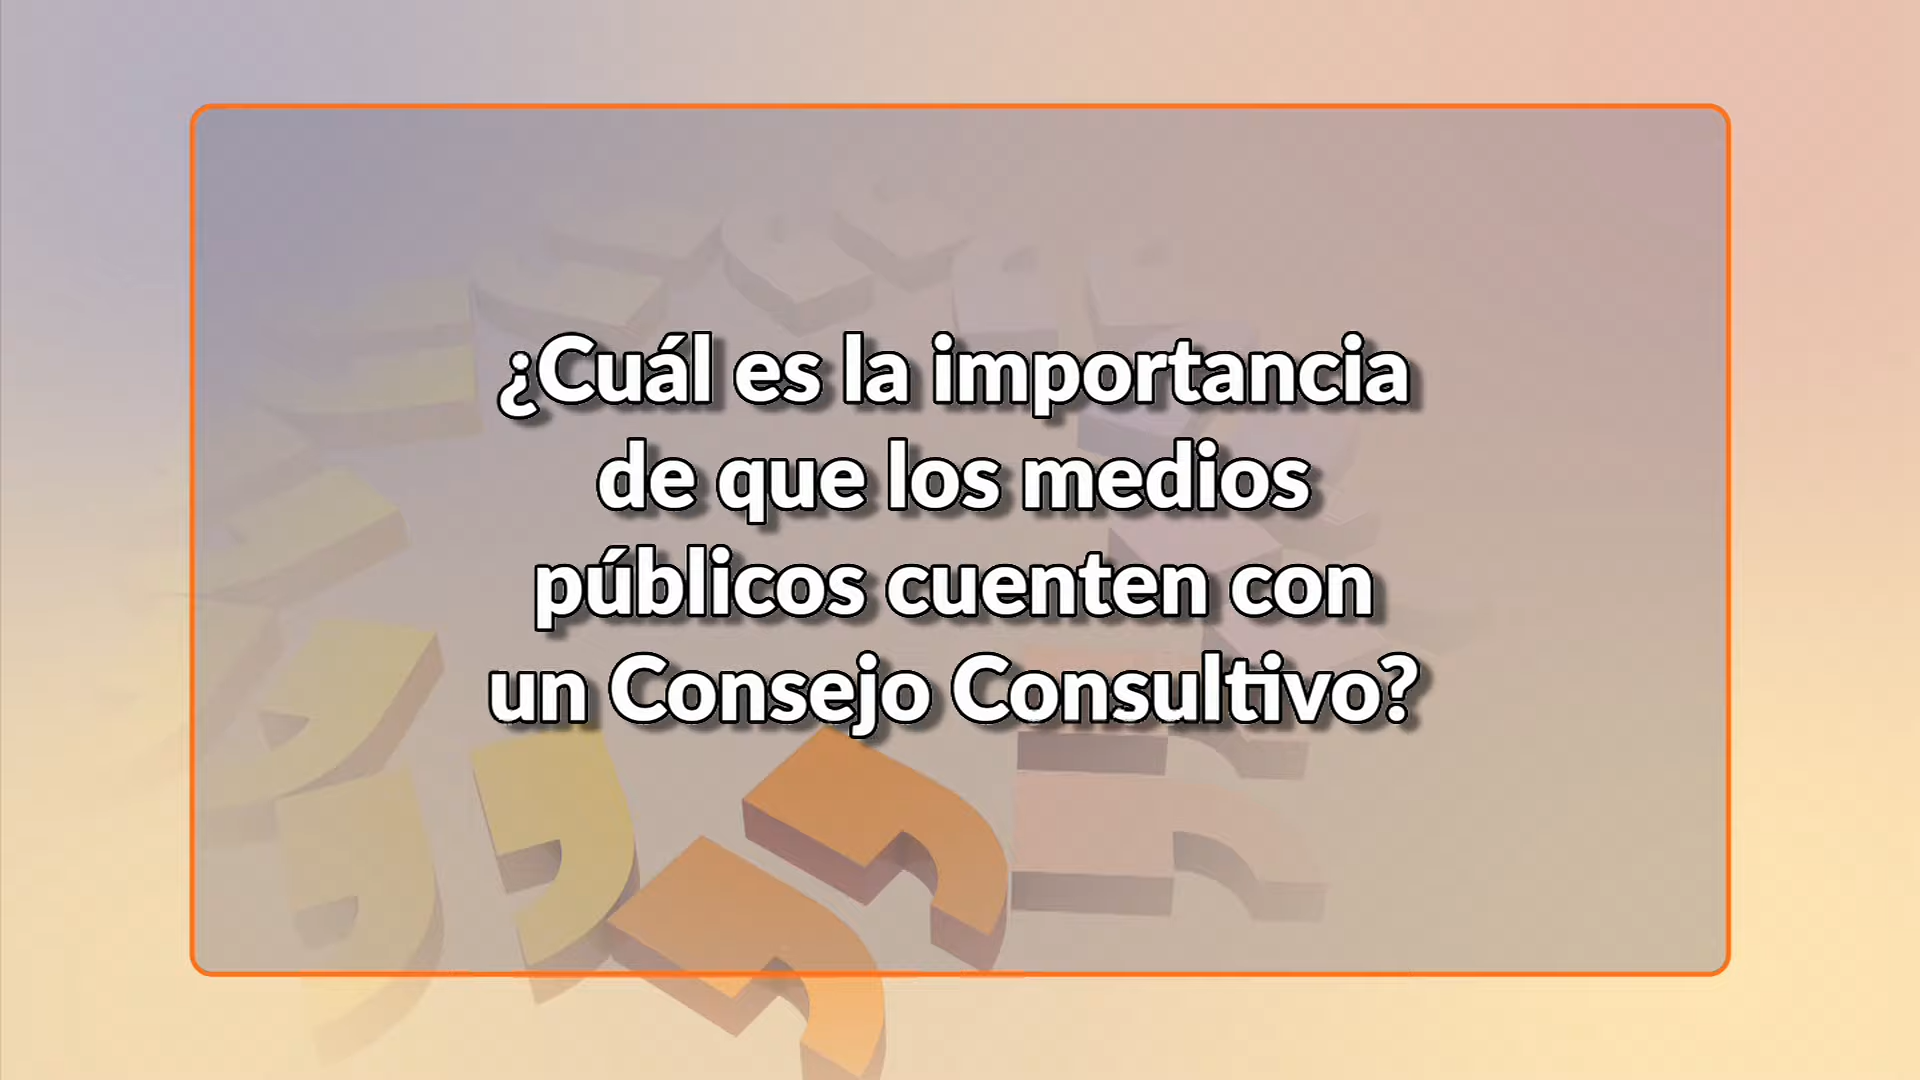 ¿Cuál es la importancia
de que los medios
públicos cuenten con
un Consejo Consultivo?